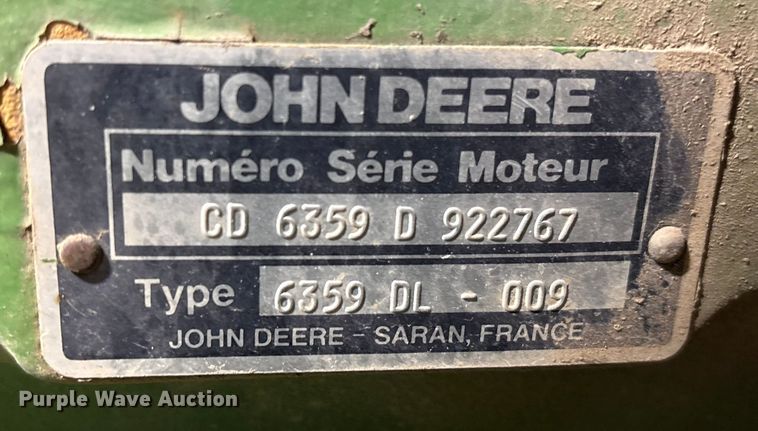 JOHN DEERE
Numéro Série Moteur
CD 6359 D 922767
Type 6359 DL - 009
JOHN DEERE - SARAN, FRANCE
Purple Wave Auction